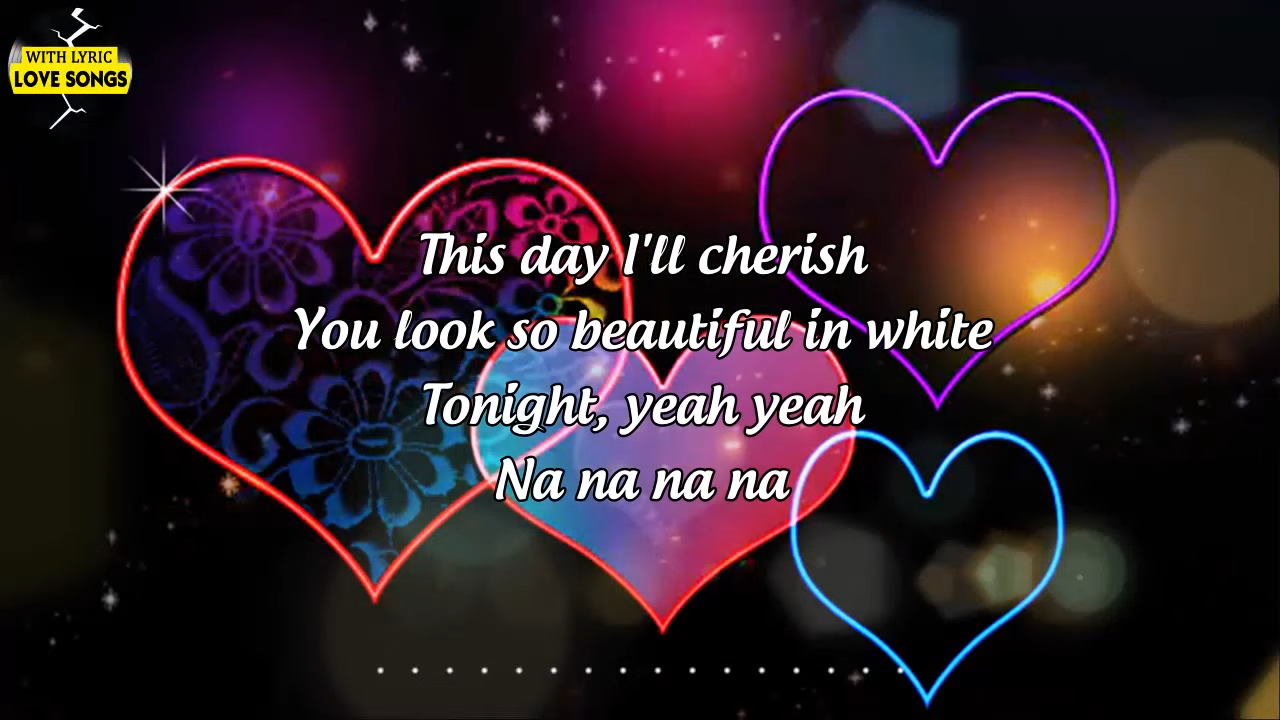 WITH LYRIC
LOVE SONGS
This day I'll cherish
You look so beautiful in white
Tonight, yeah yeah
Na na na na